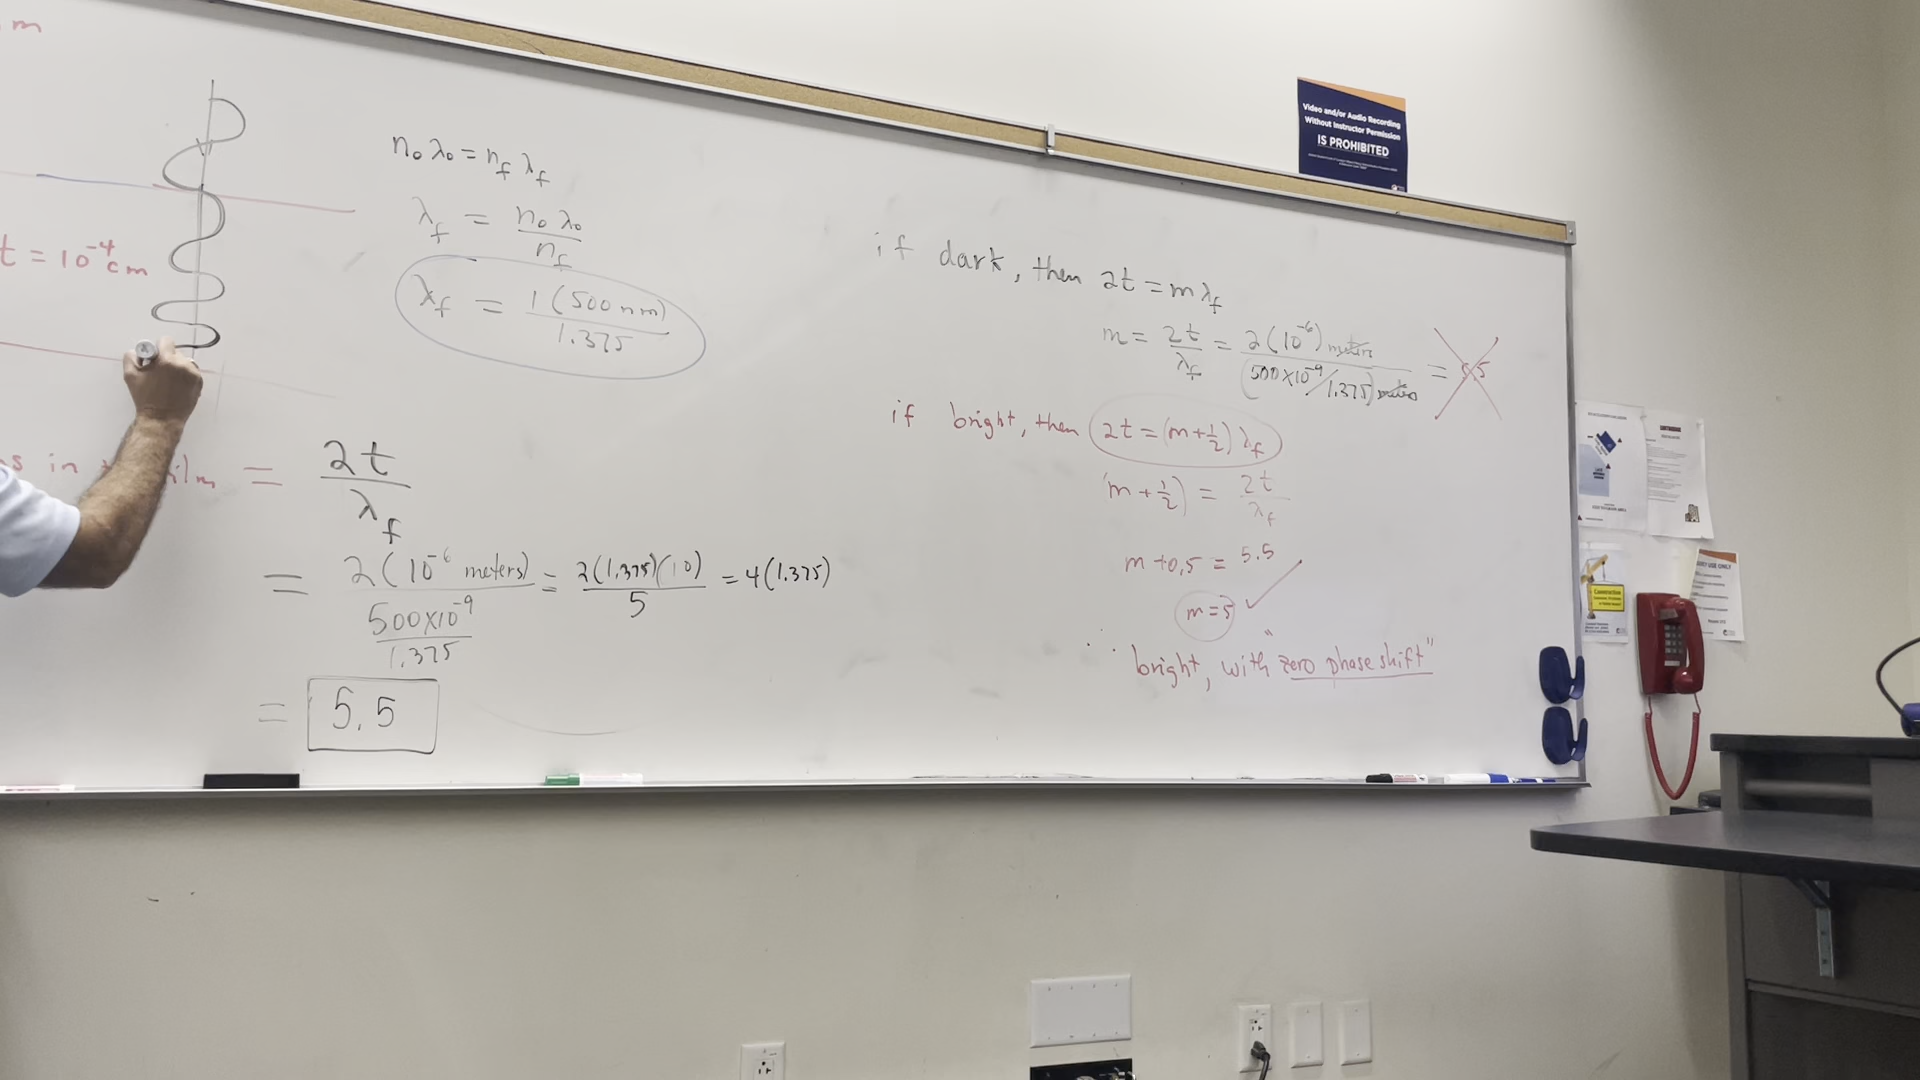 m
n₀ λ₀ = n_f λ_f
λ_f = n₀ λ₀ / n_f
t = 10⁻⁴ cm
λ_f = 1 (500 nm) / 1.375
in film = 2t / λ_f
= 2(10⁻⁶ meters) / (500×10⁻⁹ / 1.375) = 2(1.375)(10) / 5 = 4(1.375)
= 5.5
if dark, then 2t = m λ_f
m = 2t / λ_f = 2(10⁻⁶) meters / (500×10⁻⁹/1.375) meters = 5.5
if bright, then 2t = (m + ½) λ_f
(m + ½) = 2t / λ_f
m + 0.5 = 5.5
m = 5 ✓
∴ bright, with "zero phase shift"
Video and/or Audio Recording
Without Instructor Permission
IS PROHIBITED